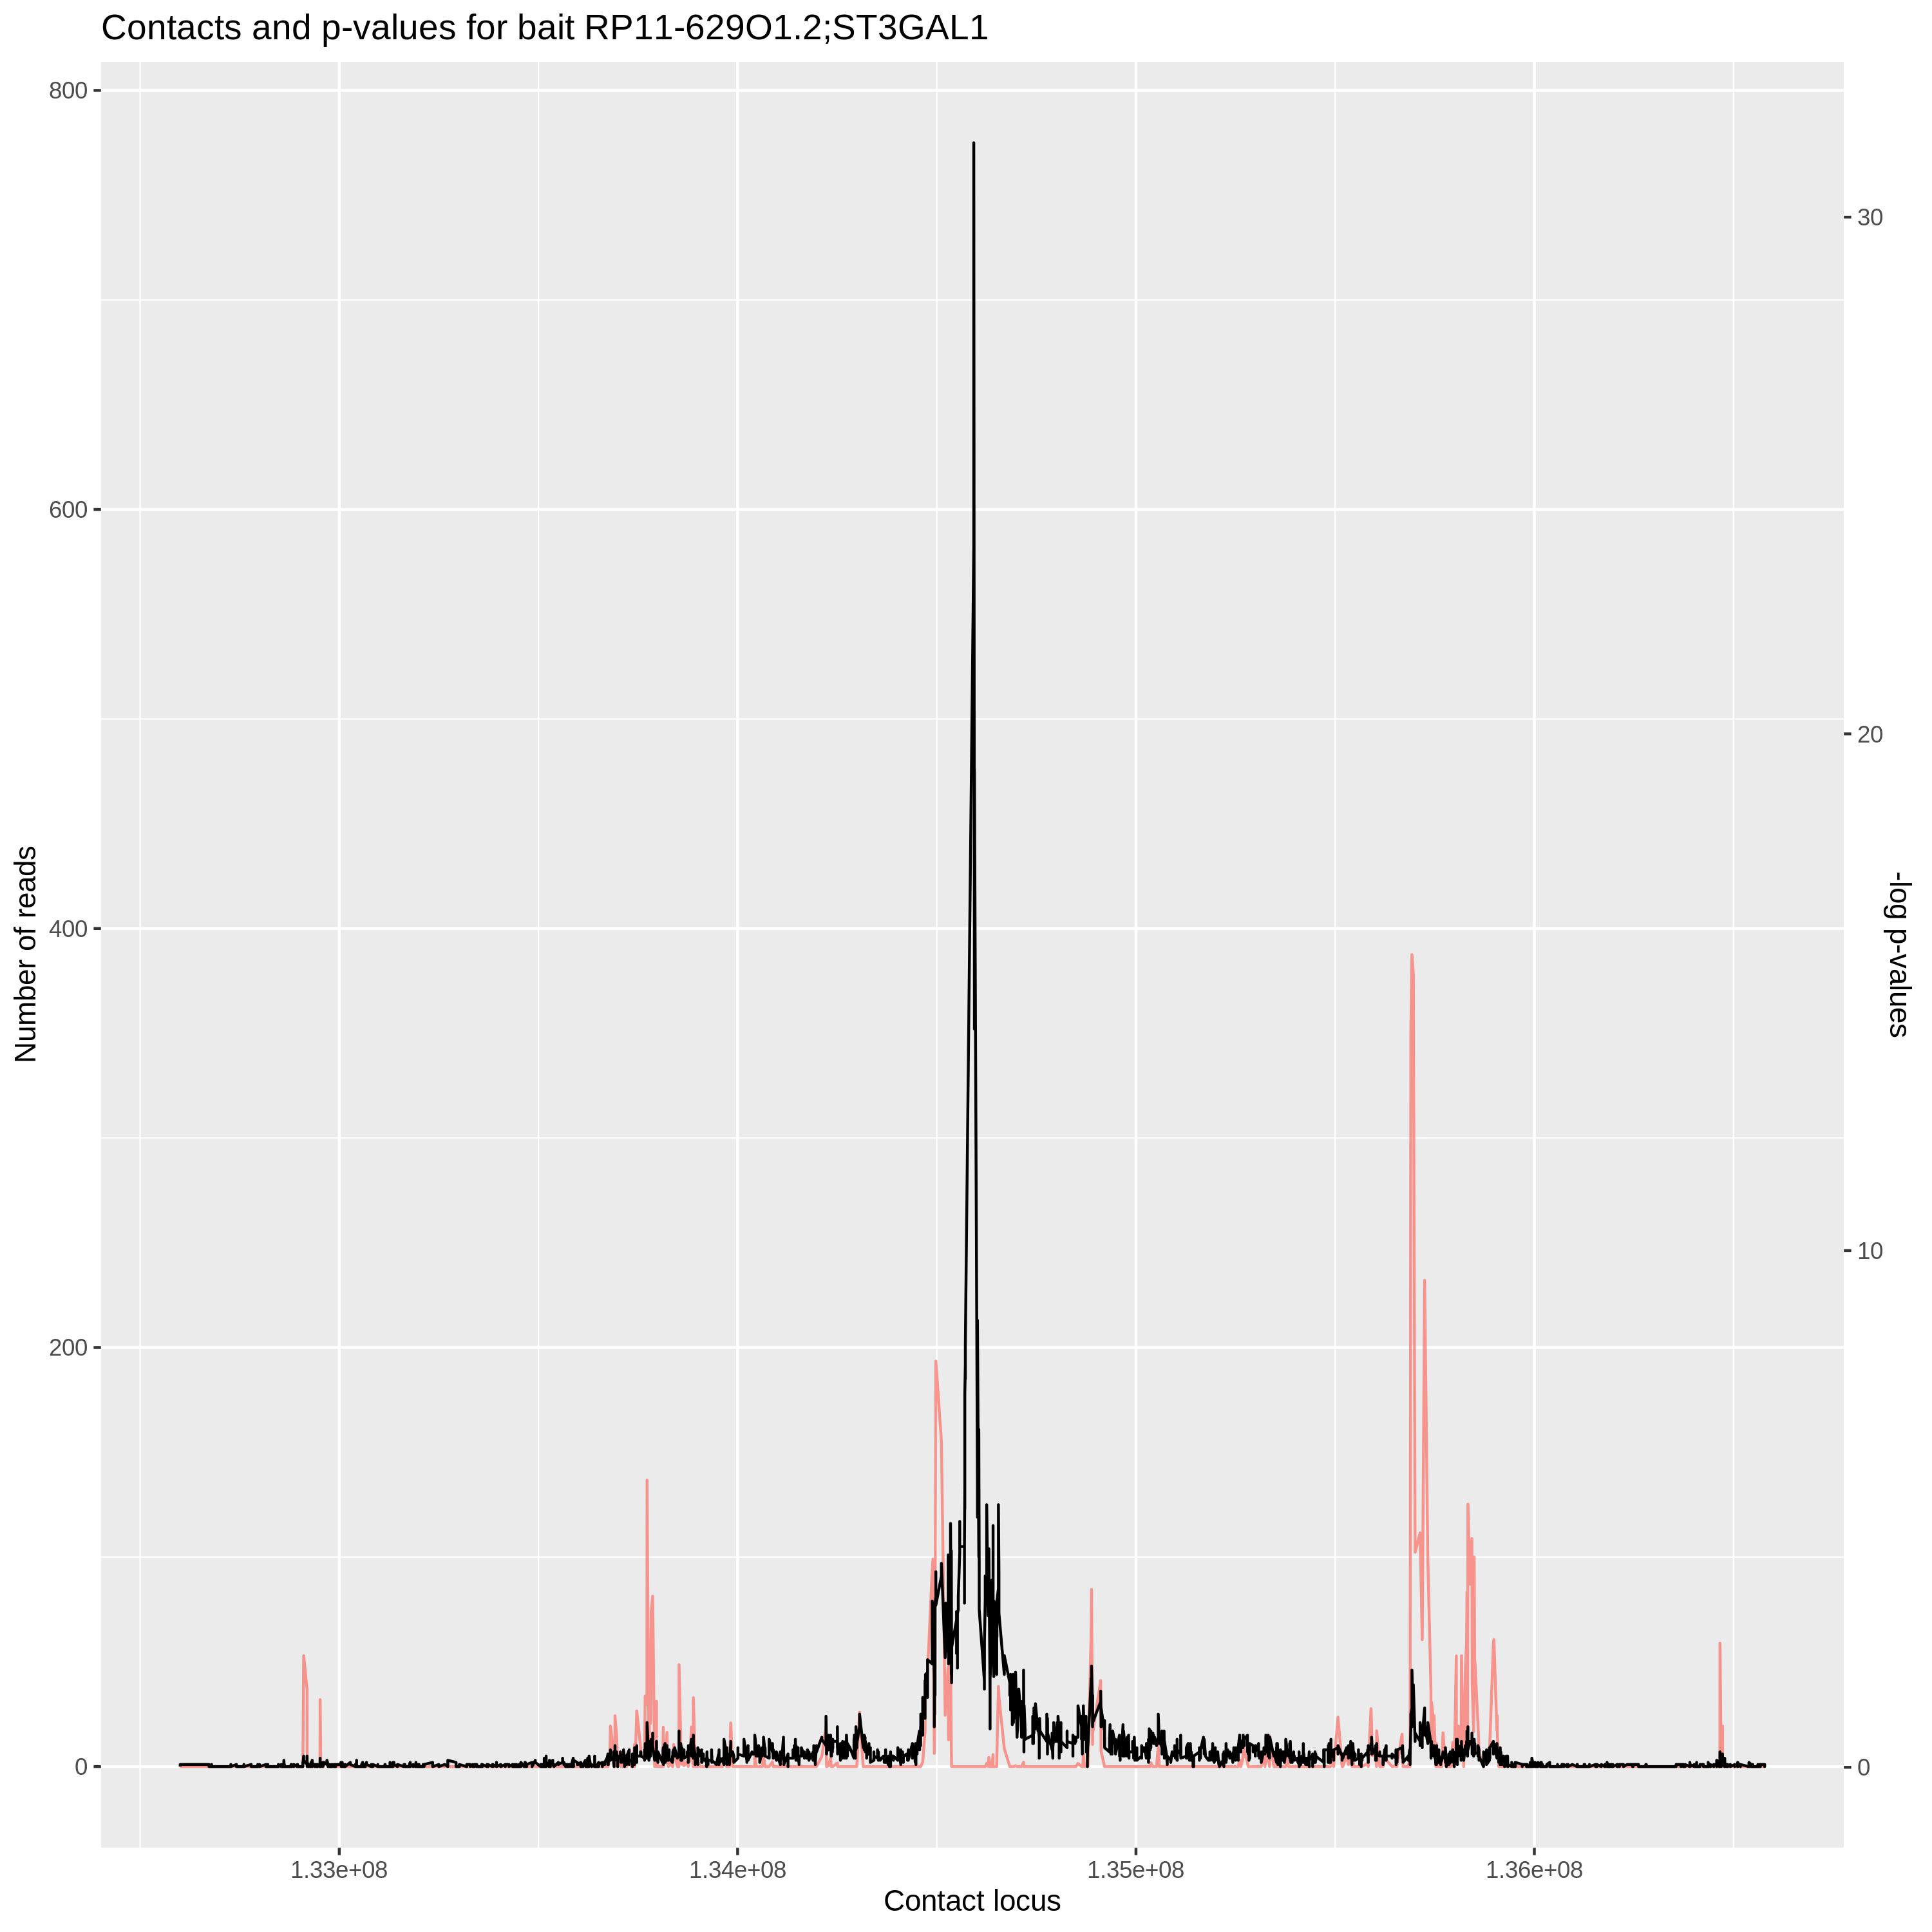 Contacts and p-values for bait RP11-629O1.2;ST3GAL1
800
600
400
200
0
Number of reads
30
20
10
0
-log p-values
1.33e+08 1.34e+08 1.35e+08 1.36e+08
Contact locus